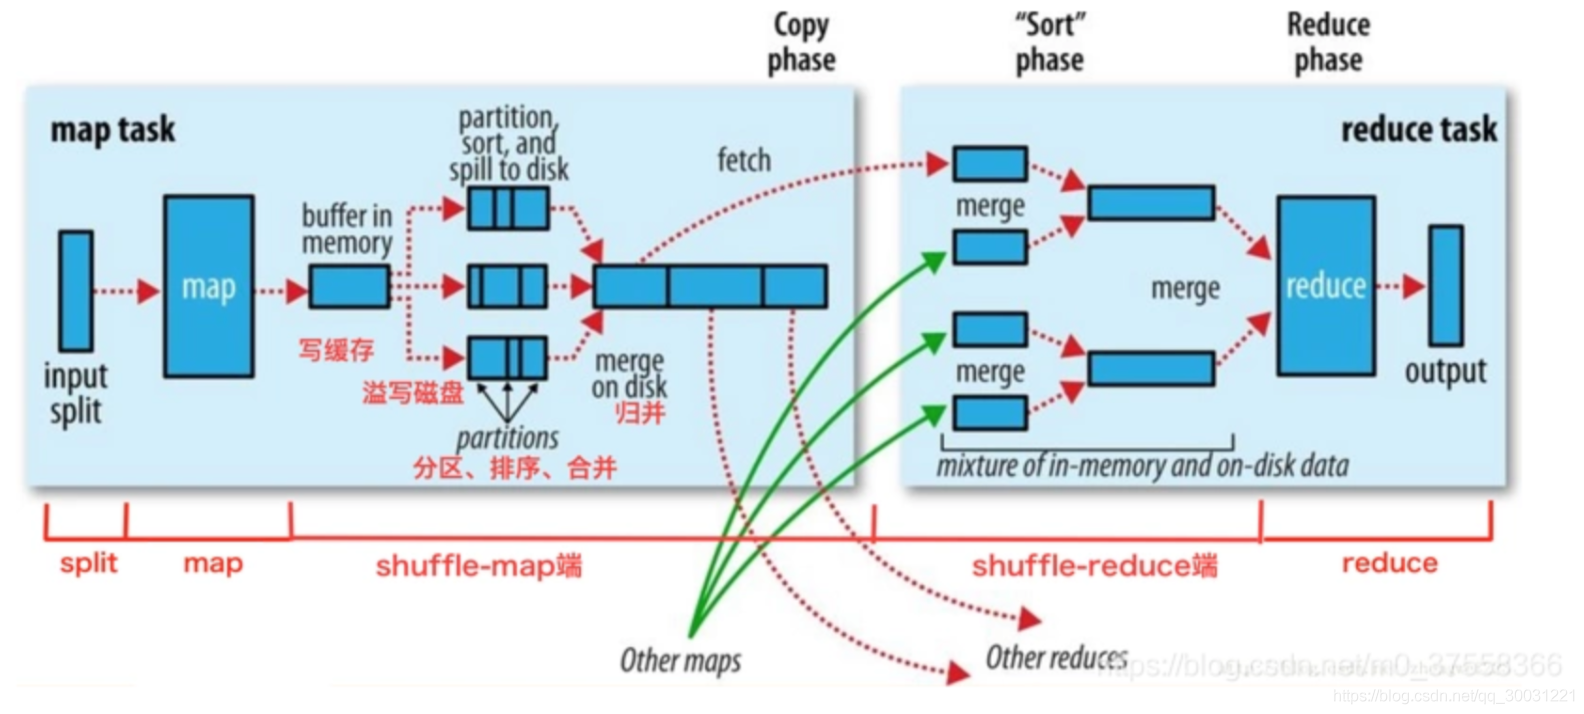 Copy
phase
"Sort"
phase
Reduce
phase
map task
partition,
sort, and
spill to disk
fetch
reduce task
buffer in
memory
map
merge
merge
reduce
写缓存
溢写磁盘
merge
on disk
归并
merge
input
split
output
partitions
分区、排序、合并
mixture of in-memory and on-disk data
split
map
shuffle-map端
shuffle-reduce端
reduce
Other maps
Other reduces
https://blog.csdn.net/m0_37558366
https://blog.csdn.net/qq_30031221